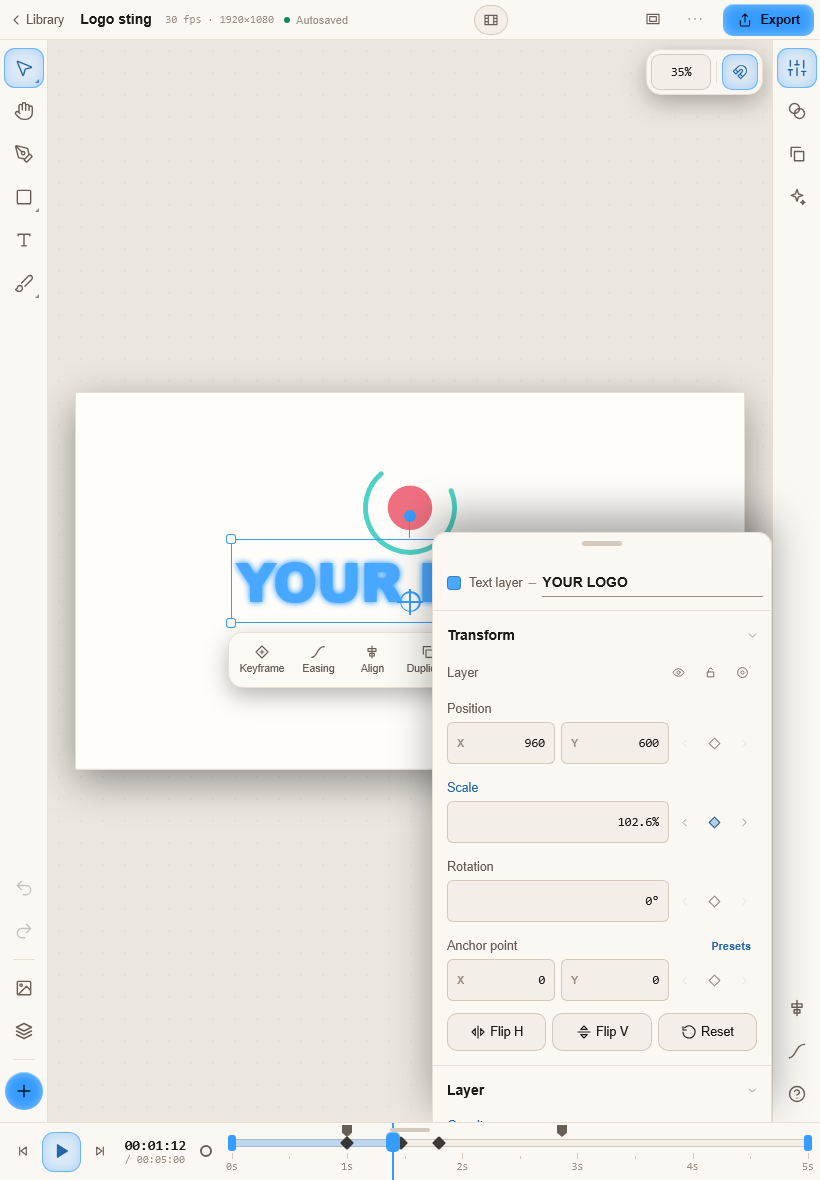 Library Logo sting 30 fps · 1920×1080 Autosaved Export
35%
YOUR
Keyframe Easing Align
Text layer – YOUR LOGO
Transform
Layer
Position
X 960 Y 600
Scale
102.6%
Rotation
0°
Anchor point Presets
X 0 Y 0
Flip H Flip V Reset
Layer
00:01:12
/ 00:05:00
0s 1s 2s 3s 4s 5s